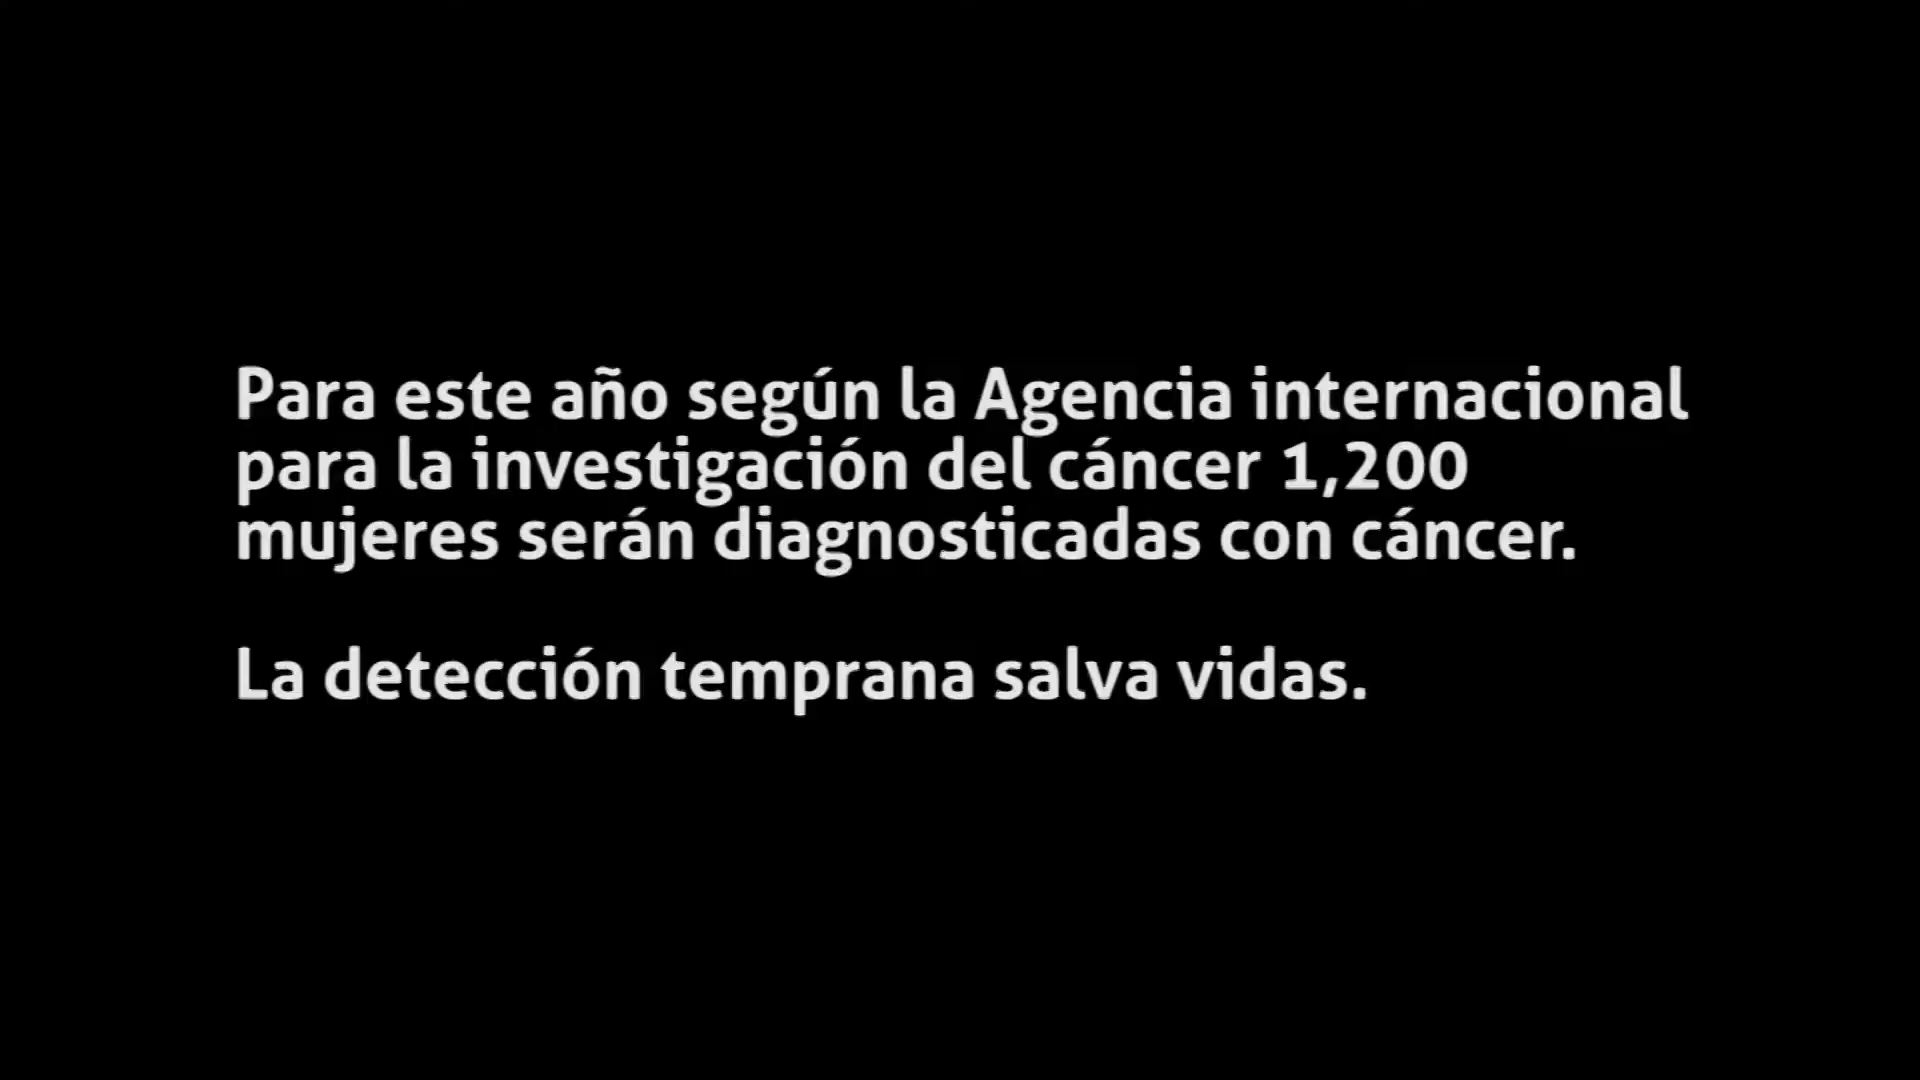 Para este año según la Agencia internacional
para la investigación del cáncer 1,200
mujeres serán diagnosticadas con cáncer.
La detección temprana salva vidas.